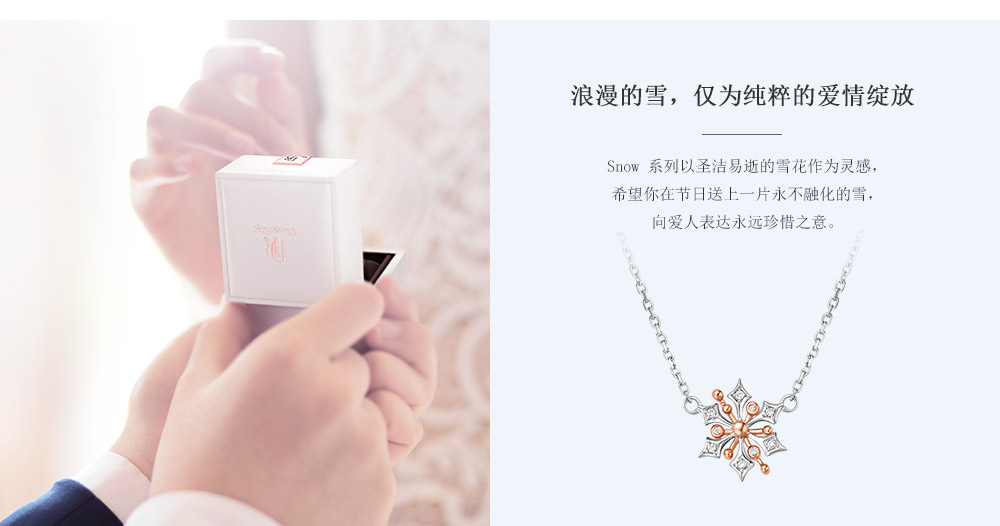 DR
浪漫的雪，仅为纯粹的爱情绽放
Snow 系列以圣洁易逝的雪花作为灵感，
希望你在节日送上一片永不融化的雪，
向爱人表达永远珍惜之意。